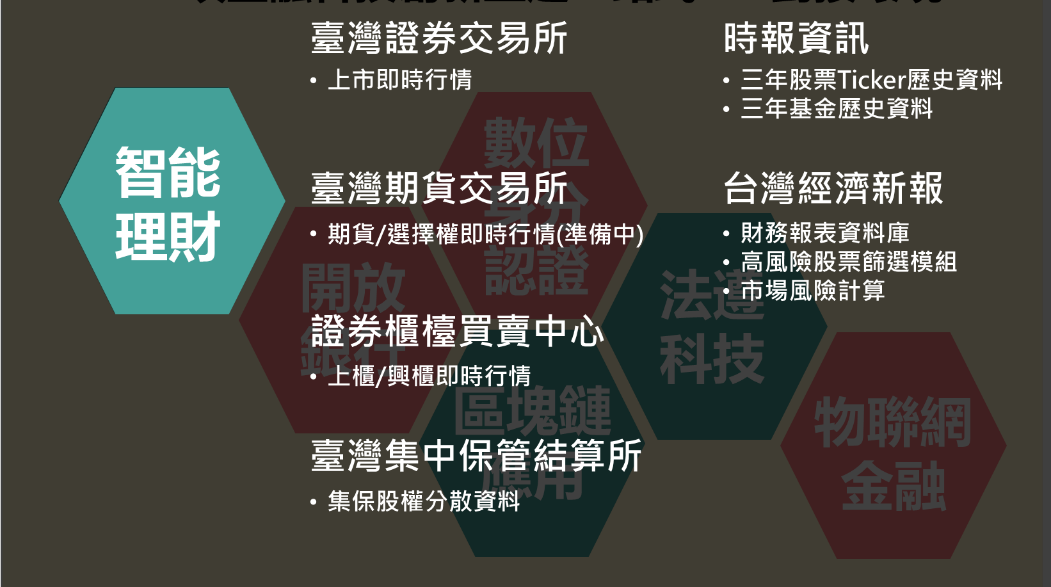 智能
理財
臺灣證券交易所
• 上市即時行情
臺灣期貨交易所
• 期貨/選擇權即時行情(準備中)
證券櫃檯買賣中心
• 上櫃/興櫃即時行情
臺灣集中保管結算所
• 集保股權分散資料
時報資訊
• 三年股票Ticker歷史資料
• 三年基金歷史資料
台灣經濟新報
• 財務報表資料庫
• 高風險股票篩選模組
• 市場風險計算
數位
身分
認證
開放
銀行
法遵
科技
區塊鏈
應用
物聯網
金融